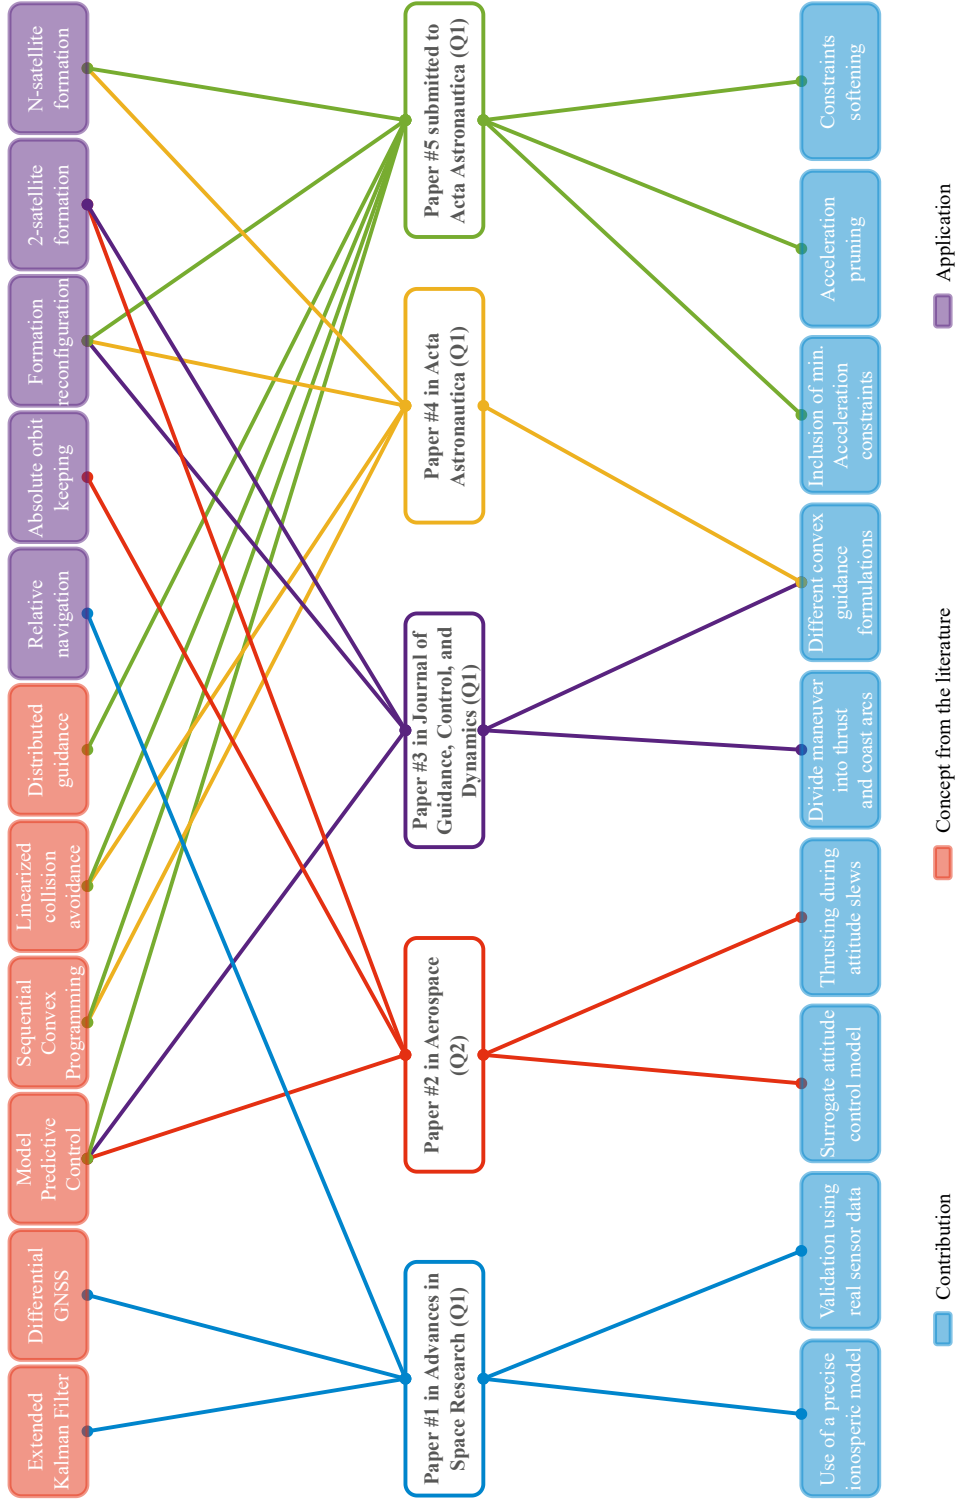 Extended
Kalman Filter
Differential
GNSS
Model
Predictive
Control
Sequential
Convex
Programming
Linearized
collision
avoidance
Distributed
guidance
Relative
navigation
Absolute orbit
keeping
Formation
reconfiguration
2-satellite
formation
N-satellite
formation
Paper #1 in Advances in
Space Research (Q1)
Paper #2 in Aerospace
(Q2)
Paper #3 in Journal of
Guidance, Control, and
Dynamics (Q1)
Paper #4 in Acta
Astronautica (Q1)
Paper #5 submitted to
Acta Astronautica (Q1)
Use of a precise
ionosperic model
Validation using
real sensor data
Surrogate attitude
control model
Thrusting during
attitude slews
Divide maneuver
into thrust
and coast arcs
Different convex
guidance
formulations
Inclusion of min.
Acceleration
constraints
Acceleration
pruning
Constraints
softening
Contribution
Concept from the literature
Application